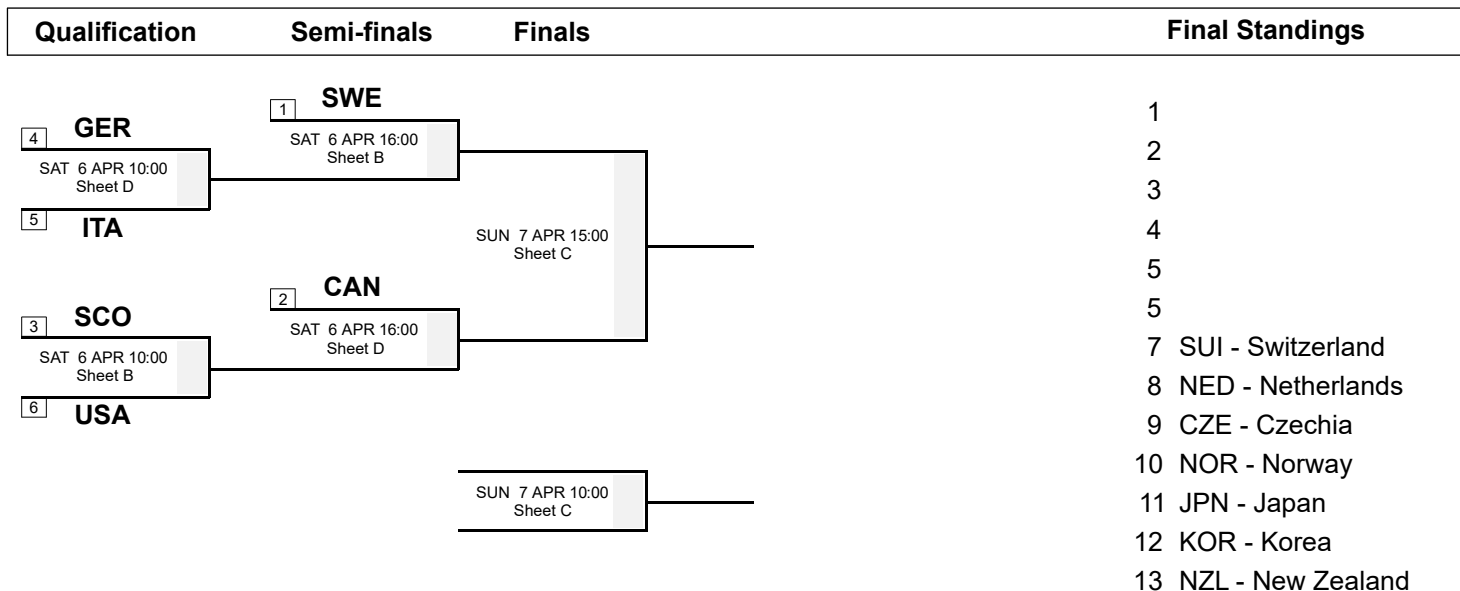 Qualification Semi-finals Finals Final Standings
1 SWE
SAT 6 APR 16:00
Sheet B
4 GER
SAT 6 APR 10:00
Sheet D
5 ITA
SUN 7 APR 15:00
Sheet C
2 CAN
SAT 6 APR 16:00
Sheet D
3 SCO
SAT 6 APR 10:00
Sheet B
6 USA
SUN 7 APR 10:00
Sheet C
1
2
3
4
5
5
7 SUI - Switzerland
8 NED - Netherlands
9 CZE - Czechia
10 NOR - Norway
11 JPN - Japan
12 KOR - Korea
13 NZL - New Zealand